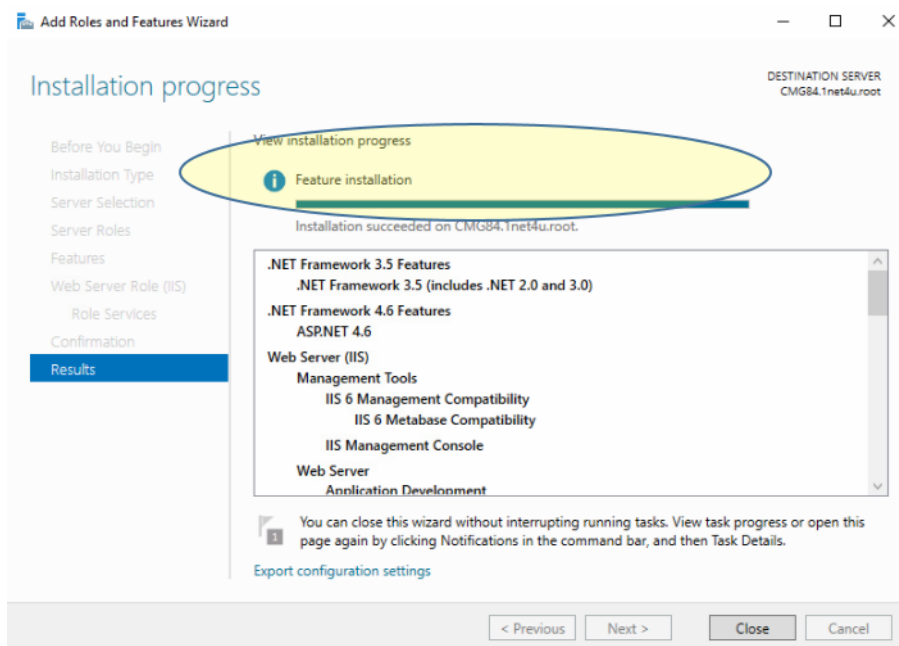 Add Roles and Features Wizard
Installation progress
DESTINATION SERVER
CMG84.1net4u.root
Before You Begin
Installation Type
Server Selection
Server Roles
Features
Web Server Role (IIS)
Role Services
Confirmation
Results
View installation progress
Feature installation
Installation succeeded on CMG84.1net4u.root.
.NET Framework 3.5 Features
.NET Framework 3.5 (includes .NET 2.0 and 3.0)
.NET Framework 4.6 Features
ASP.NET 4.6
Web Server (IIS)
Management Tools
IIS 6 Management Compatibility
IIS 6 Metabase Compatibility
IIS Management Console
Web Server
Application Development
1
You can close this wizard without interrupting running tasks. View task progress or open this
page again by clicking Notifications in the command bar, and then Task Details.
Export configuration settings
< Previous
Next >
Close
Cancel